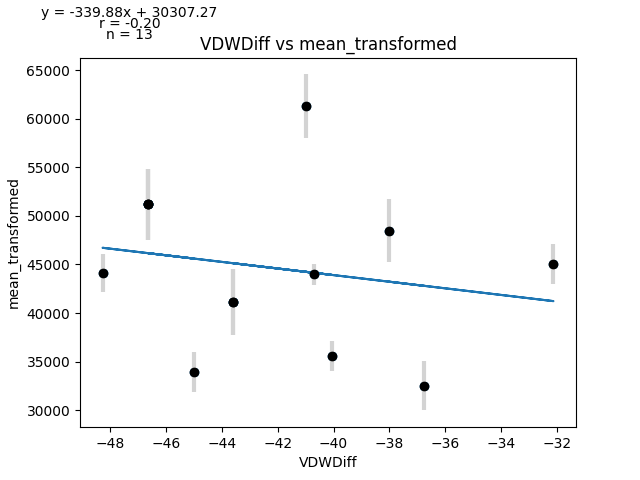 y = -339.88x + 30307.27
r = -0.20
n = 13
VDWDiff vs mean_transformed
65000
60000
55000
50000
45000
40000
35000
30000
mean_transformed
−48 −46 −44 −42 −40 −38 −36 −34 −32
VDWDiff